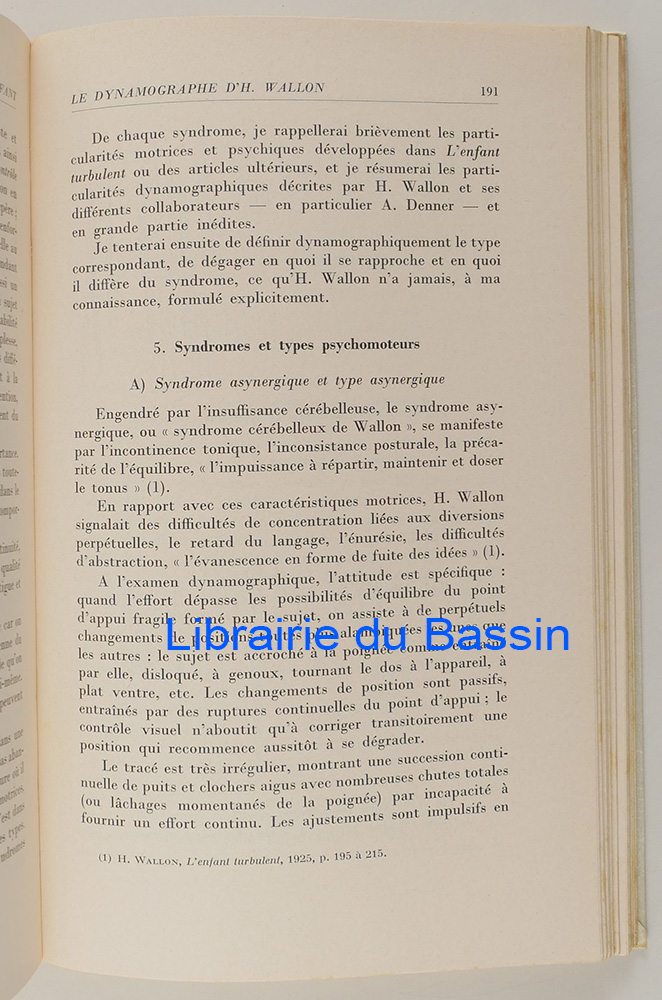 LE DYNAMOGRAPHE D'H. WALLON 191
De chaque syndrome, je rappellerai brièvement les parti-
cularités motrices et psychiques développées dans L'enfant
turbulent ou des articles ultérieurs, et je résumerai les parti-
cularités dynamographiques décrites par H. Wallon et ses
différents collaborateurs — en particulier A. Denner — et
en grande partie inédites.
Je tenterai ensuite de définir dynamographiquement le type
correspondant, de dégager en quoi il se rapproche et en quoi
il diffère du syndrome, ce qu'H. Wallon n'a jamais, à ma
connaissance, formulé explicitement.
5. Syndromes et types psychomoteurs
A) Syndrome asynergique et type asynergique
Engendré par l'insuffisance cérébelleuse, le syndrome asy-
nergique, ou « syndrome cérébelleux de Wallon », se manifeste
par l'incontinence tonique, l'inconsistance posturale, la préca-
rité de l'équilibre, « l'impuissance à répartir, maintenir et doser
le tonus » (1).
En rapport avec ces caractéristiques motrices, H. Wallon
signalait des difficultés de concentration liées aux diversions
perpétuelles, le retard du langage, l'énurésie, les difficultés
d'abstraction, « l'évanescence en forme de fuite des idées » (1).
A l'examen dynamographique, l'attitude est spécifique :
quand l'effort dépasse les possibilités d'équilibre du point
d'appui fragile formé par le sujet, on assiste à de perpétuels
changements de positions toutes plus alambiquées les unes que
les autres : le sujet est accroché à la poignée comme entraîné
par elle, disloqué, à genoux, tournant le dos à l'appareil, à
plat ventre, etc. Les changements de position sont passifs,
entraînés par des ruptures continuelles du point d'appui ; le
contrôle visuel n'aboutit qu'à corriger transitoirement une
position qui recommence aussitôt à se dégrader.
Le tracé est très irrégulier, montrant une succession conti-
nuelle de puits et clochers aigus avec nombreuses chutes totales
(ou lâchages momentanés de la poignée) par incapacité à
fournir un effort continu. Les ajustements sont impulsifs en
(1) H. WALLON, L'enfant turbulent, 1925, p. 195 à 215.
Librairie du Bassin